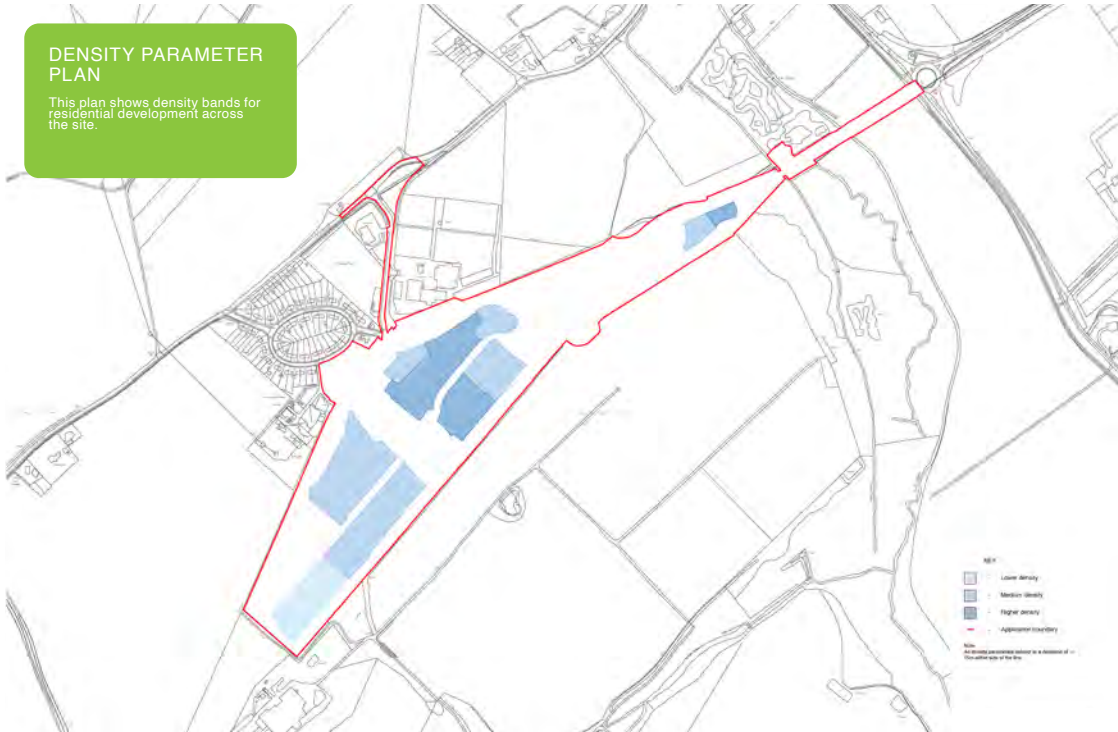 DENSITY PARAMETER
PLAN
This plan shows density bands for
residential development across
the site.
KEY
Lower density
Medium density
Higher density
Application boundary
Note